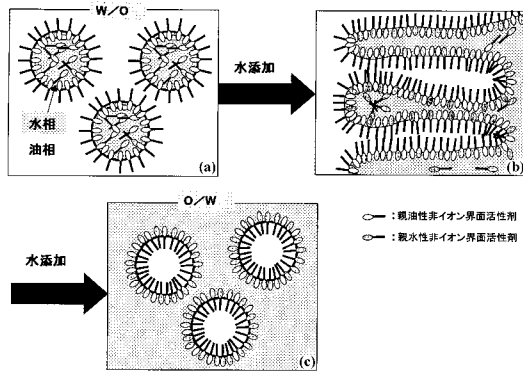 W／O
水相
油相
(a)
水添加
(b)
水添加
O／W
(c)
：親油性非イオン界面活性剤
：親水性非イオン界面活性剤